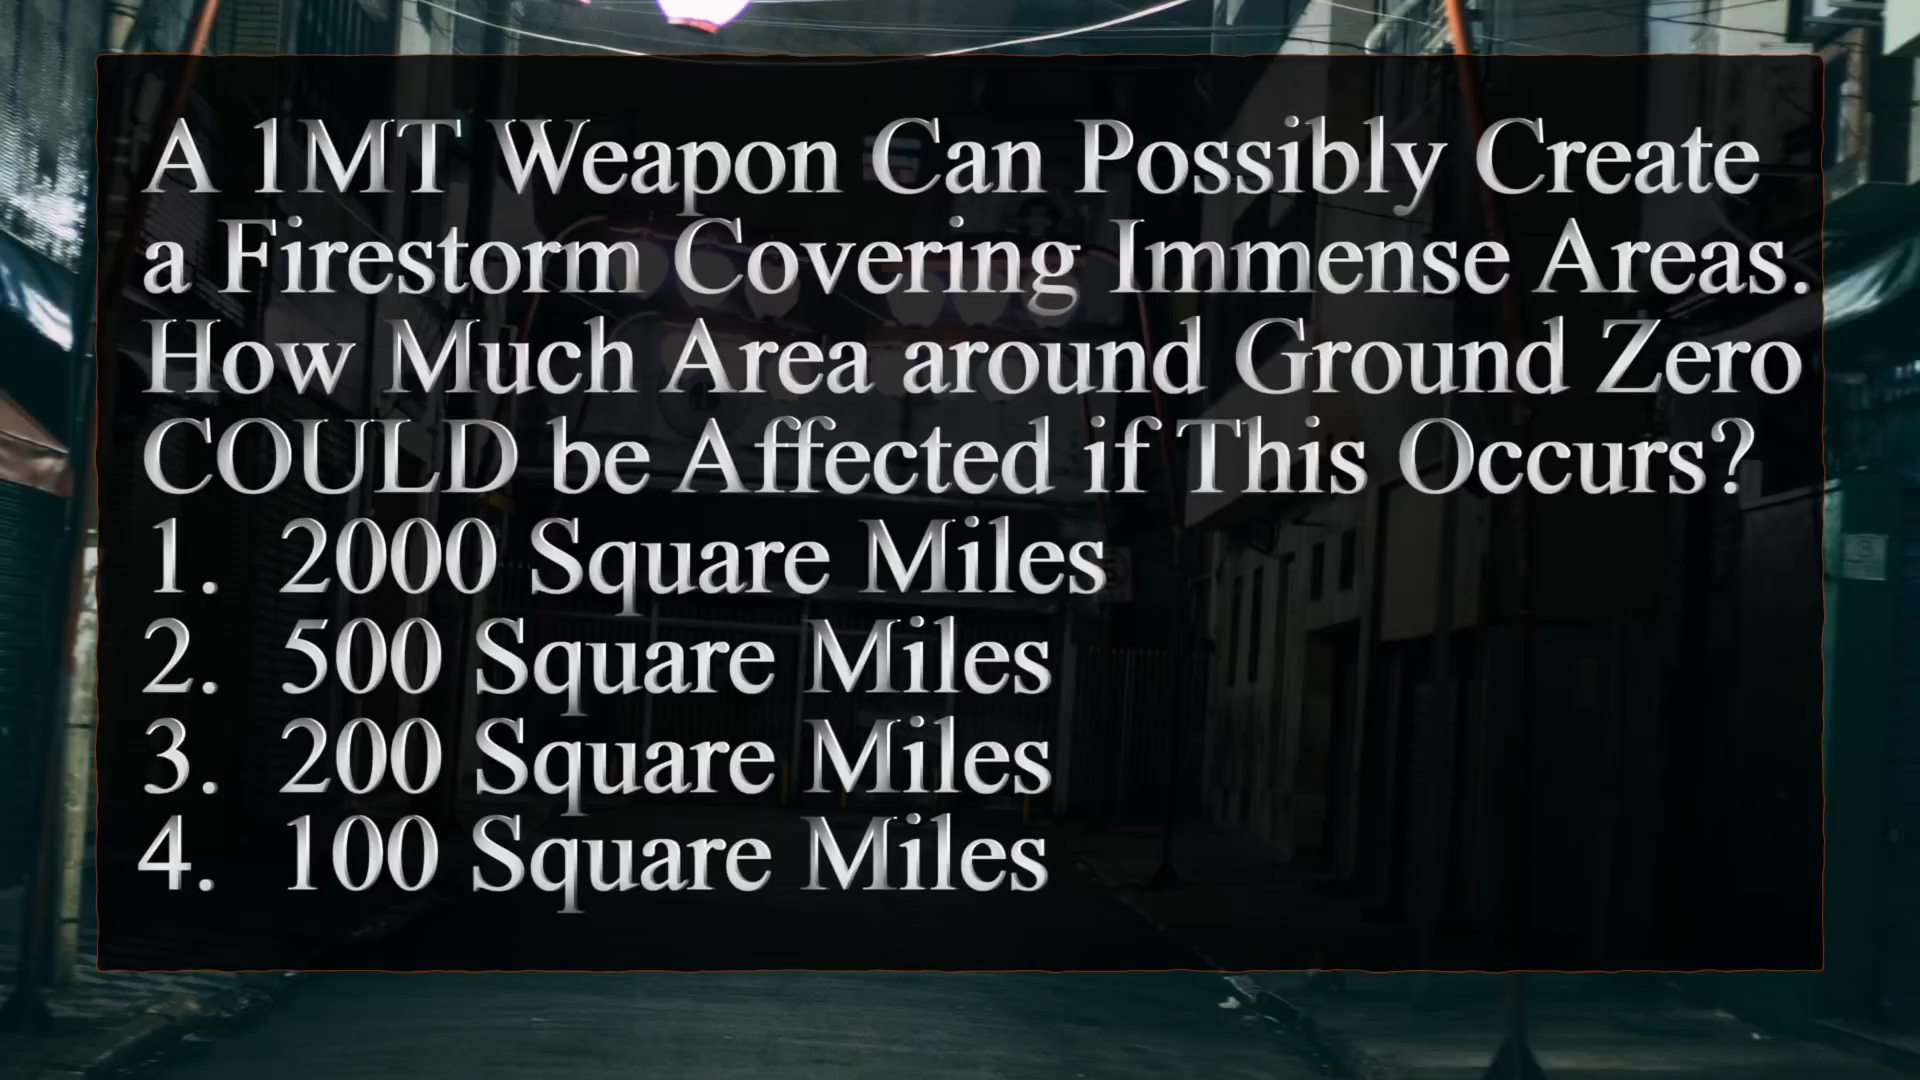 A 1MT Weapon Can Possibly Create
a Firestorm Covering Immense Areas.
How Much Area around Ground Zero
COULD be Affected if This Occurs?
1. 2000 Square Miles
2. 500 Square Miles
3. 200 Square Miles
4. 100 Square Miles